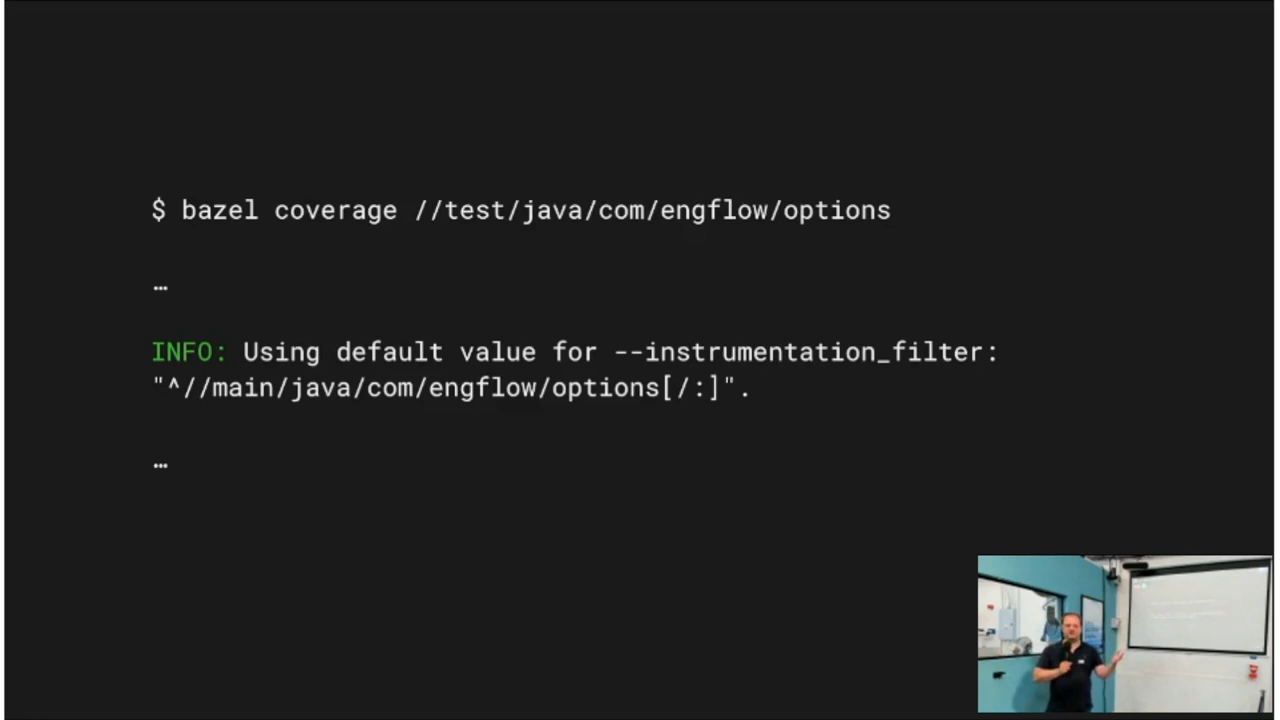 $ bazel coverage //test/java/com/engflow/options
…
INFO: Using default value for --instrumentation_filter:
"^//main/java/com/engflow/options[/:]".
…